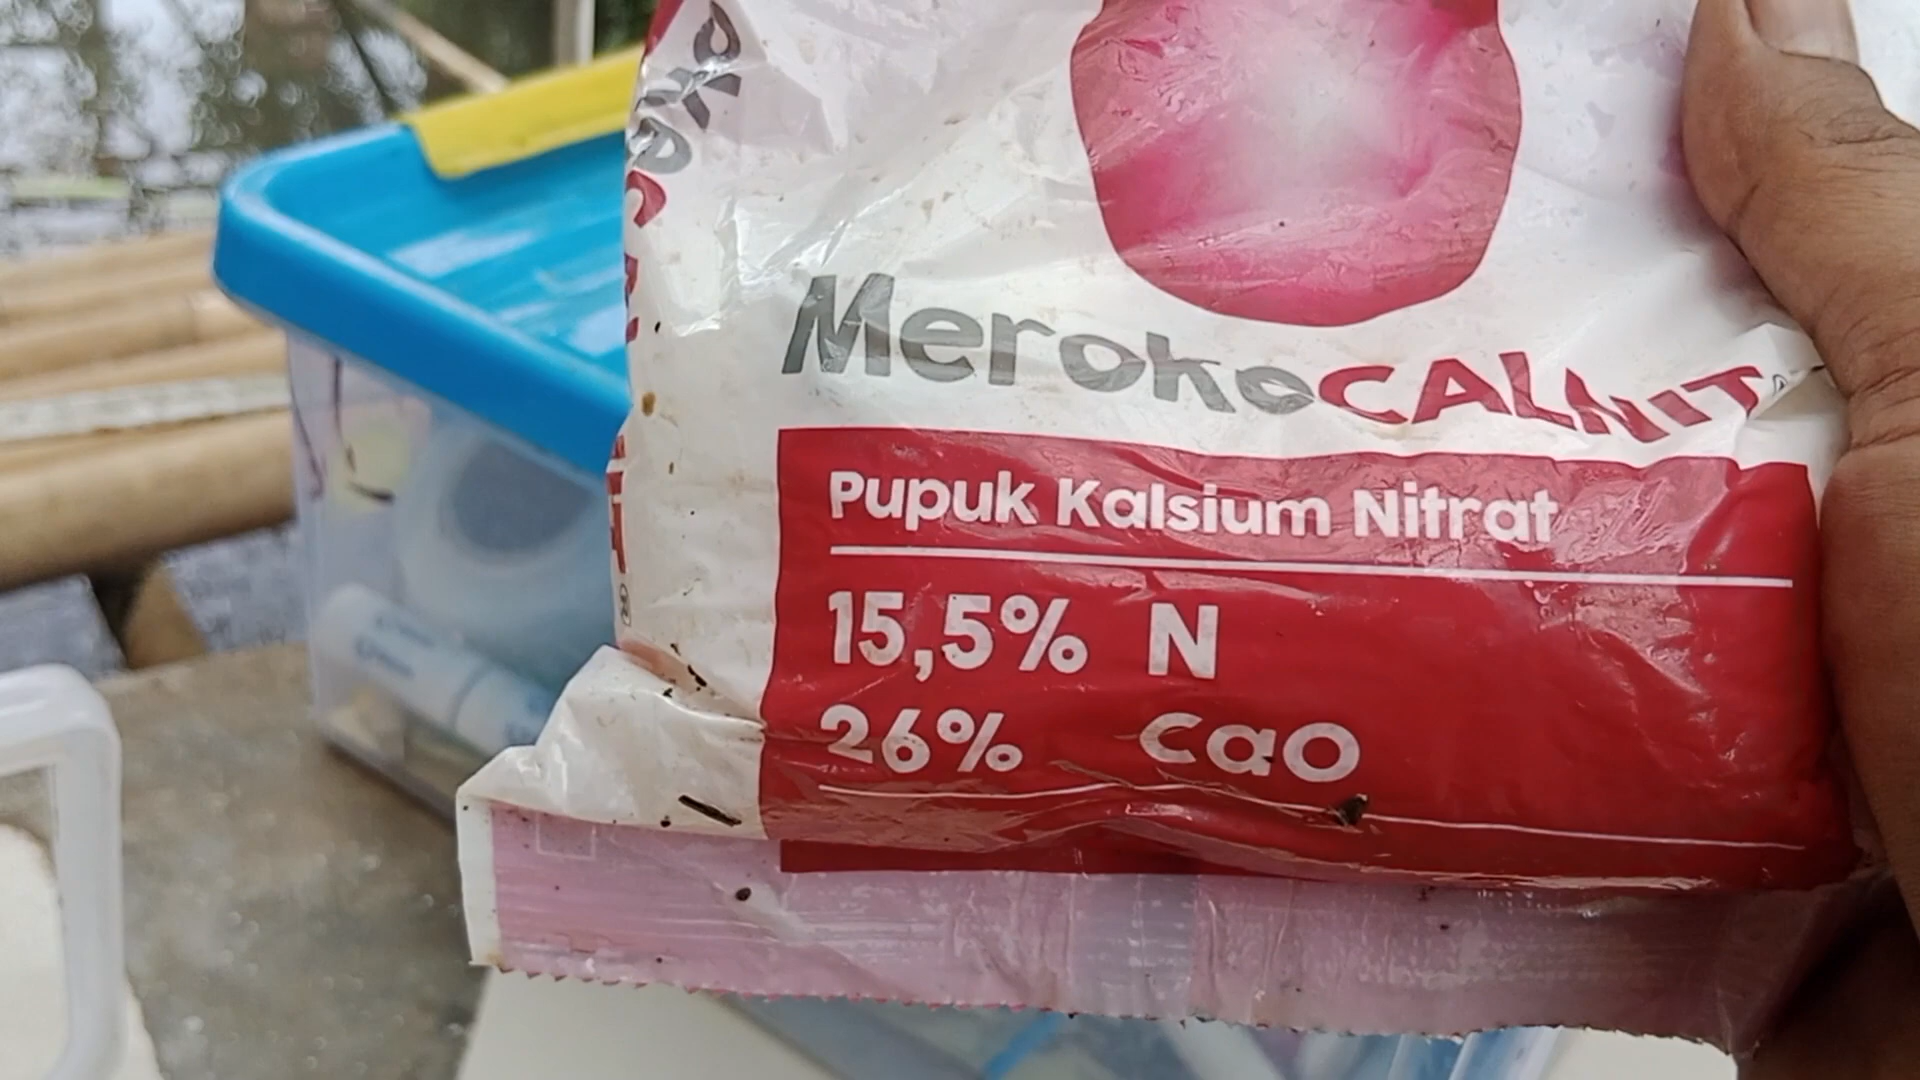 MerokeCALNIT
Pupuk Kalsium Nitrat
15,5% N
26% CaO